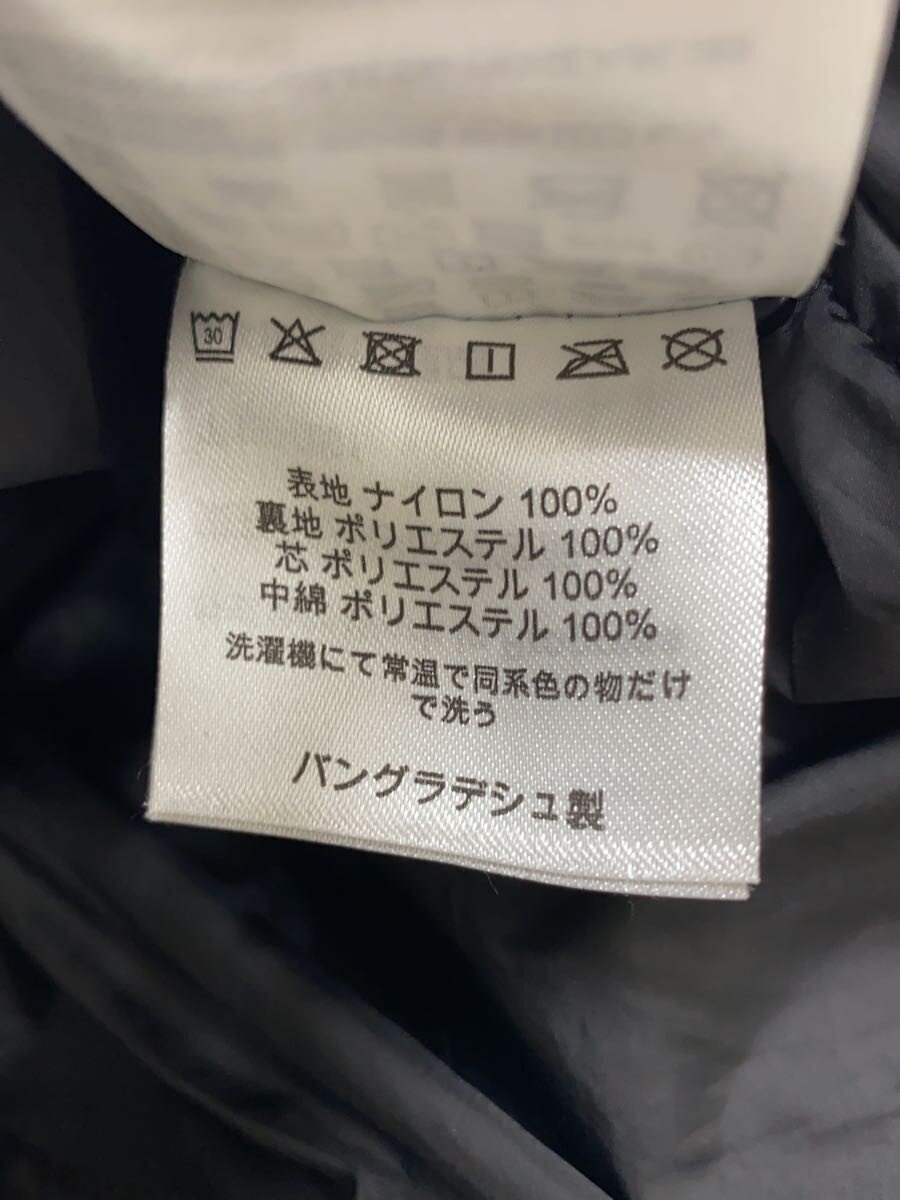 30
表地 ナイロン 100%
裏地 ポリエステル 100%
芯 ポリエステル 100%
中綿 ポリエステル 100%
洗濯機にて常温で同系色の物だけ
で洗う
バングラデシュ製